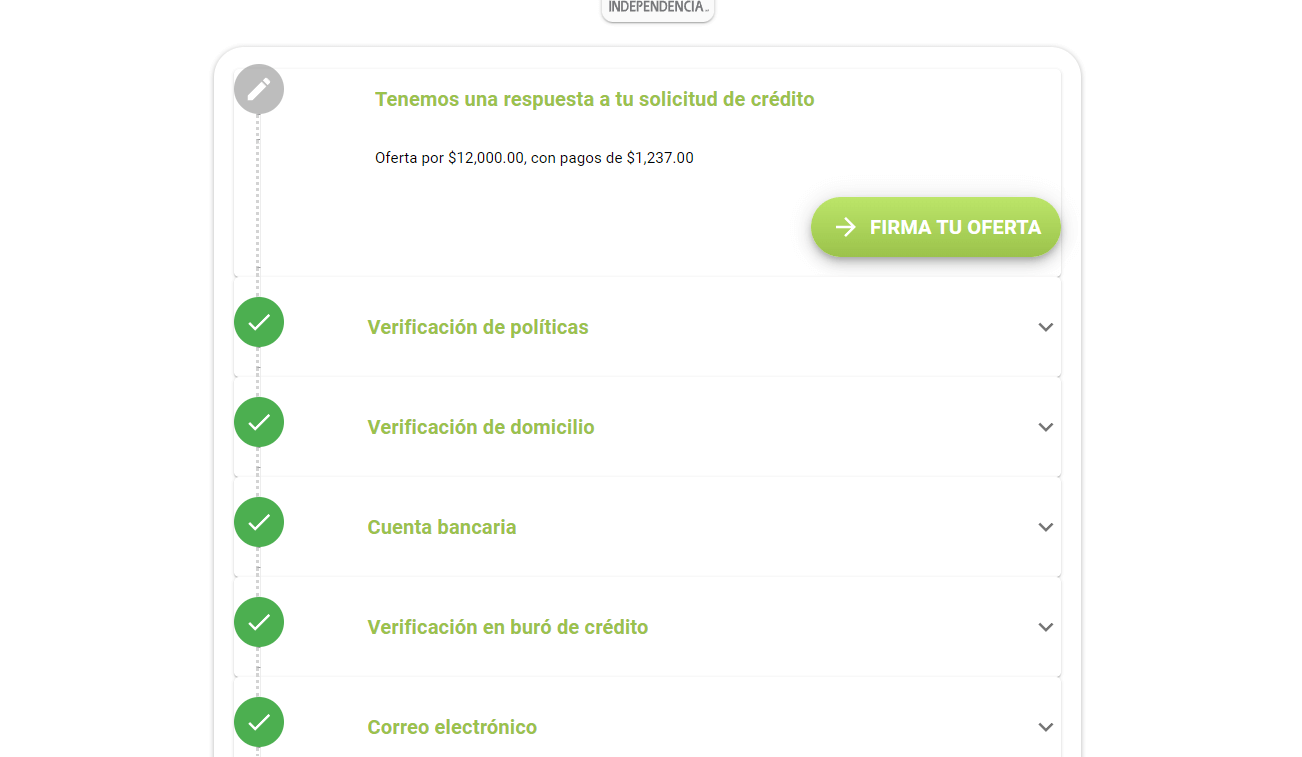 INDEPENDENCIA
Tenemos una respuesta a tu solicitud de crédito
Oferta por $12,000.00, con pagos de $1,237.00
FIRMA TU OFERTA
Verificación de políticas
Verificación de domicilio
Cuenta bancaria
Verificación en buró de crédito
Correo electrónico